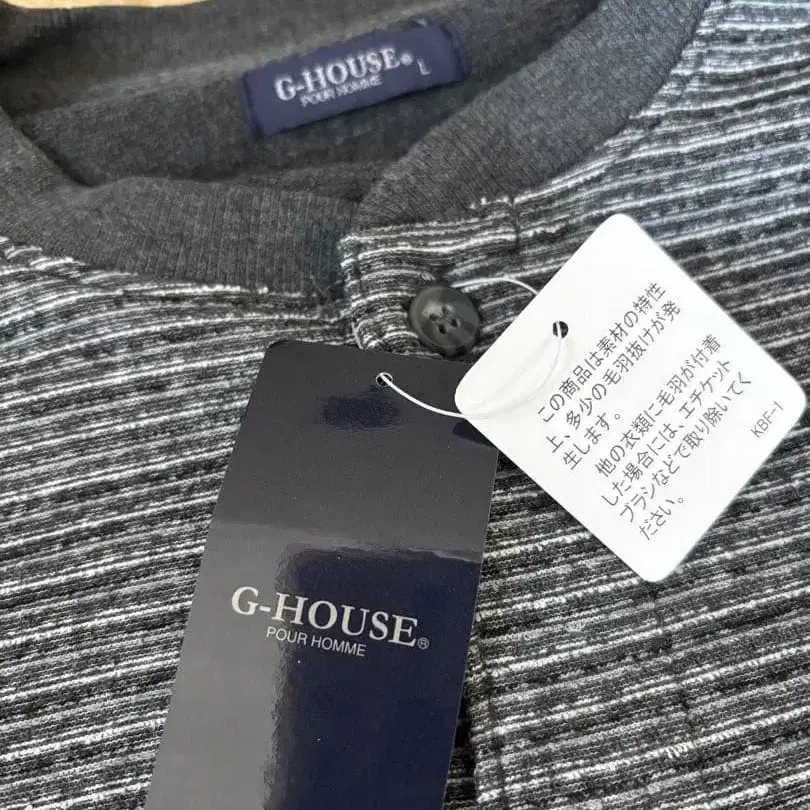 G-HOUSE® L
POUR HOMME
この商品は素材の特性
上、多少の毛羽抜けが発
生します。
他の衣類に毛羽が付着
した場合には、エチケット
ブラシなどで取り除いてく
ださい。
KBF-1
G-HOUSE®
POUR HOMME